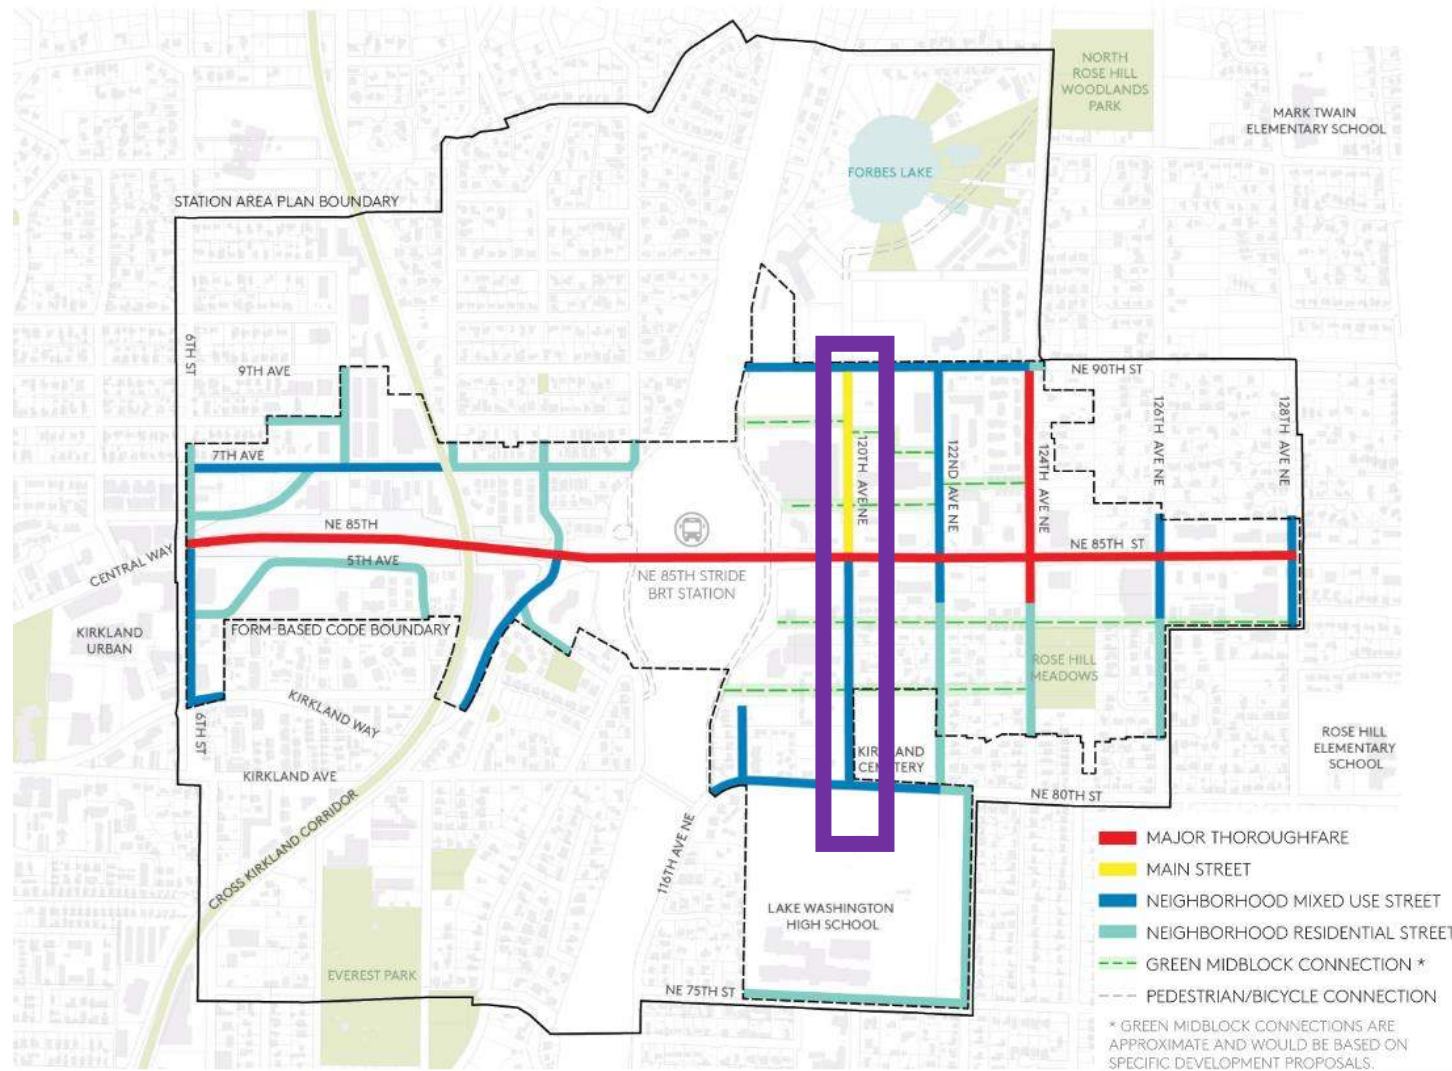 NORTH
ROSE HILL
WOODLANDS
PARK
MARK TWAIN
ELEMENTARY SCHOOL
FORBES LAKE
STATION AREA PLAN BOUNDARY
6TH ST
9TH AVE
NE 90TH ST
126TH AVE NE
128TH AVE NE
7TH AVE
120TH AVE NE
122ND AVE NE
124TH AVE NE
NE 85TH
NE 85TH ST
CENTRAL WAY
5TH AVE
NE 85TH STRIDE
BRT STATION
KIRKLAND
URBAN
FORM-BASED CODE BOUNDARY
ROSE HILL
MEADOWS
KIRKLAND WAY
6TH ST
KIRKLAND
CEMETERY
ROSE HILL
ELEMENTARY
SCHOOL
KIRKLAND AVE
NE 80TH ST
CROSS KIRKLAND CORRIDOR
116TH AVE NE
LAKE WASHINGTON
HIGH SCHOOL
EVEREST PARK
NE 75TH ST
MAJOR THOROUGHFARE
MAIN STREET
NEIGHBORHOOD MIXED USE STREET
NEIGHBORHOOD RESIDENTIAL STREET
GREEN MIDBLOCK CONNECTION *
PEDESTRIAN/BICYCLE CONNECTION
* GREEN MIDBLOCK CONNECTIONS ARE
APPROXIMATE AND WOULD BE BASED ON
SPECIFIC DEVELOPMENT PROPOSALS.